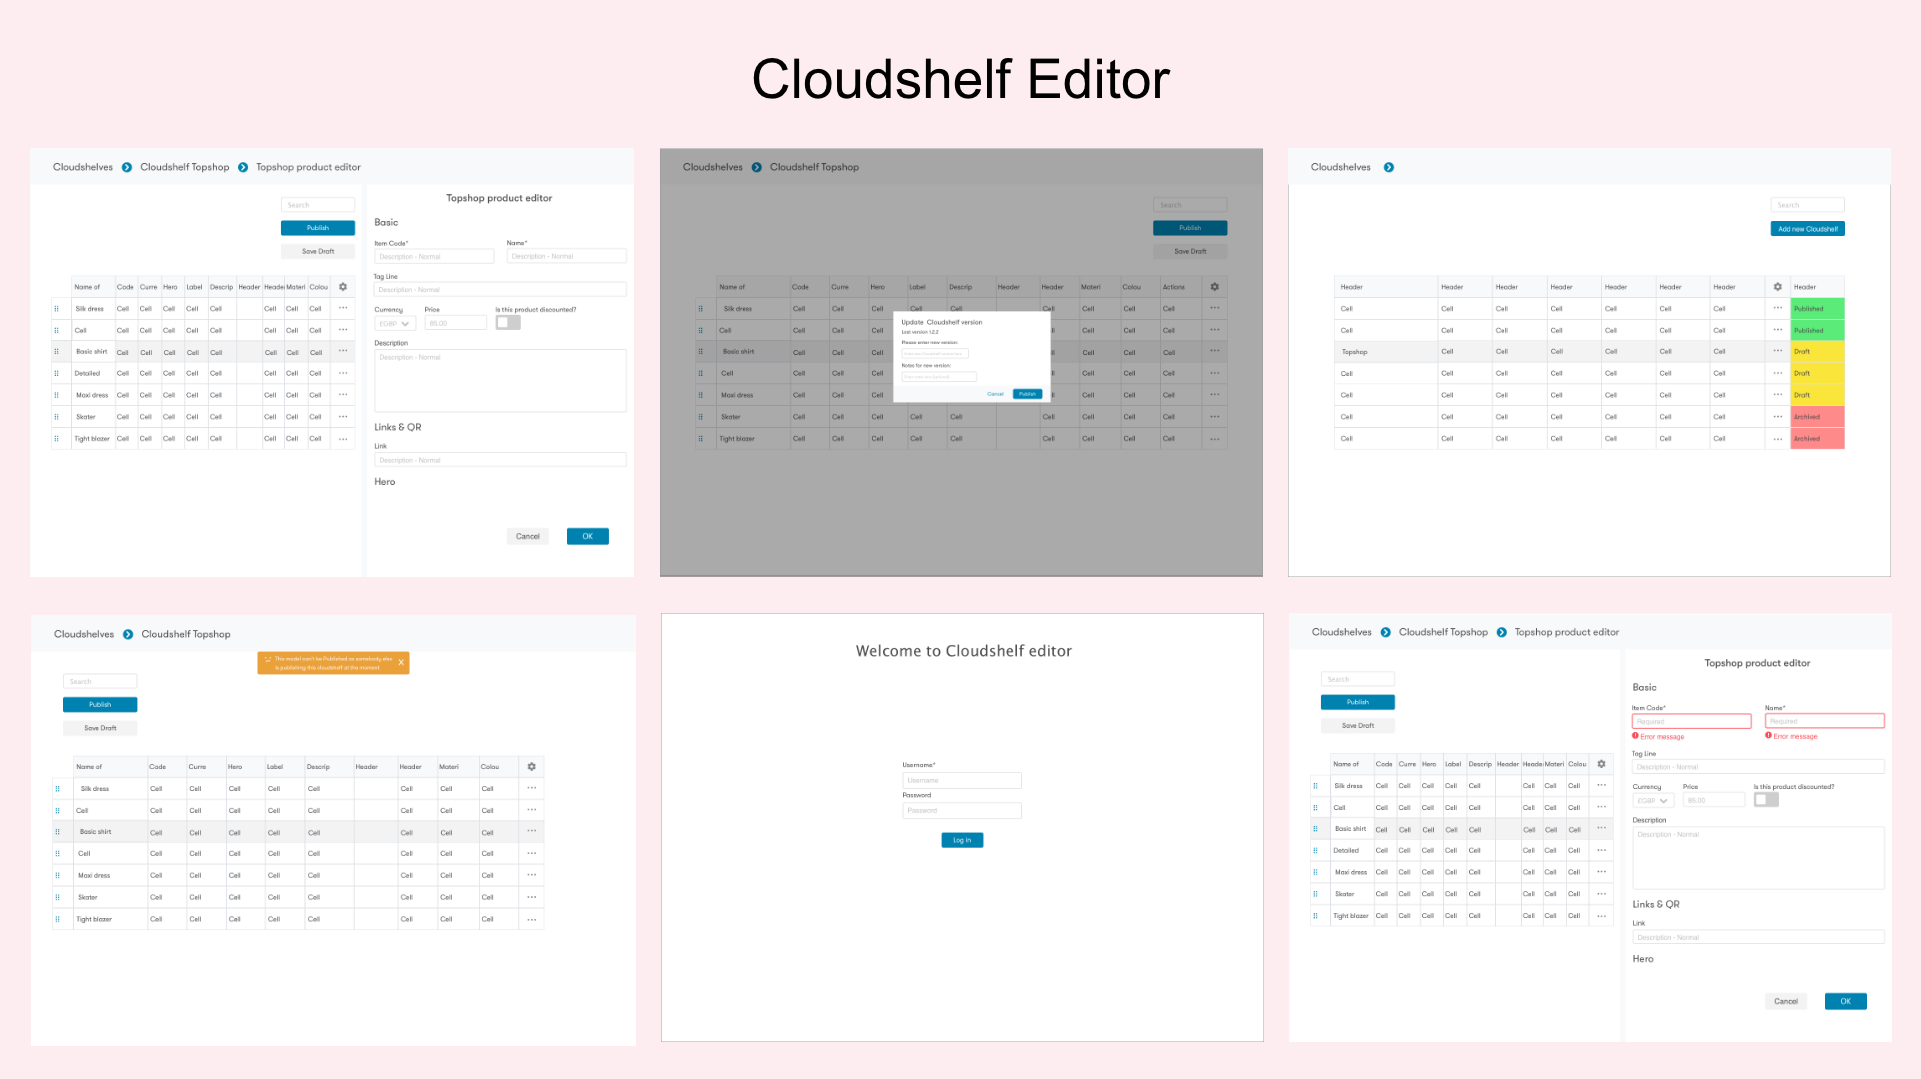 Cloudshelf Editor
Cloudshelves Cloudshelf Topshop Topshop product editor
Search
Publish
Save Draft
Name of Code Curre Hero Label Descrip Header Header Materi Colou
Silk dress Cell Cell Cell Cell Cell Cell Cell Cell
Cell Cell Cell Cell Cell Cell Cell Cell Cell
Basic shirt Cell Cell Cell Cell Cell Cell Cell Cell
Detailed Cell Cell Cell Cell Cell Cell Cell Cell
Maxi dress Cell Cell Cell Cell Cell Cell Cell Cell
Skater Cell Cell Cell Cell Cell Cell Cell Cell
Tight blazer Cell Cell Cell Cell Cell Cell Cell Cell
Topshop product editor
Basic
Item Code* Name*
Description - Normal Description - Normal
Tag Line
Description - Normal
Currency Price Is this product discounted?
£GBP 85.00
Description
Description - Normal
Links & QR
Link
Description - Normal
Hero
Cancel OK
Cloudshelves Cloudshelf Topshop
Search
Publish
Save Draft
Name of Code Curre Hero Label Descrip Header Header Materi Colou Actions
Silk dress Cell Cell Cell Cell Cell Cell Cell Cell Cell
Cell Cell Cell Cell Cell Cell
Basic shirt Cell Cell Cell Cell Cell
Cell Cell Cell Cell Cell Cell
Maxi dress Cell Cell Cell Cell Cell
Skater Cell Cell Cell Cell Cell Cell Cell Cell Cell
Tight blazer Cell Cell Cell Cell Cell Cell Cell Cell Cell
Update Cloudshelf version
Last version 1.2.2
Please enter new version:
Notes for new version:
Cancel Publish
Cloudshelves
Search
Add new Cloudshelf
Header Header Header Header Header Header Header
Cell Cell Cell Cell Cell Cell Published
Cell Cell Cell Cell Cell Cell Published
Topshop Cell Cell Cell Cell Cell Draft
Cell Cell Cell Cell Cell Cell Draft
Cell Cell Cell Cell Cell Cell Draft
Cell Cell Cell Cell Cell Cell Archived
Cell Cell Cell Cell Cell Cell Archived
Cloudshelves Cloudshelf Topshop
This model can't be Published as somebody else
is publishing this cloudshelf at the moment
X
Search
Publish
Save Draft
Name of Code Curre Hero Label Descrip Header Header Materi Colou
Silk dress Cell Cell Cell Cell Cell Cell Cell Cell
Cell Cell Cell Cell Cell Cell Cell Cell Cell
Basic shirt Cell Cell Cell Cell Cell Cell Cell Cell
Cell Cell Cell Cell Cell Cell Cell Cell Cell
Maxi dress Cell Cell Cell Cell Cell Cell Cell Cell
Skater Cell Cell Cell Cell Cell Cell Cell Cell
Tight blazer Cell Cell Cell Cell Cell Cell Cell Cell
Welcome to Cloudshelf editor
Username*
Username
Password
Password
Log in
Cloudshelves Cloudshelf Topshop Topshop product editor
Search
Publish
Save Draft
Name of Code Curre Hero Label Descrip Header Header Materi Colou
Silk dress Cell Cell Cell Cell Cell Cell Cell Cell
Cell Cell Cell Cell Cell Cell Cell Cell Cell
Basic shirt Cell Cell Cell Cell Cell Cell Cell Cell
Detailed Cell Cell Cell Cell Cell Cell Cell Cell
Maxi dress Cell Cell Cell Cell Cell Cell Cell Cell
Skater Cell Cell Cell Cell Cell Cell Cell Cell
Tight blazer Cell Cell Cell Cell Cell Cell Cell Cell
Topshop product editor
Basic
Item Code* Name*
Required Required
Error message Error message
Tag Line
Description - Normal
Currency Price Is this product discounted?
£GBP 85.00
Description
Description - Normal
Links & QR
Link
Description - Normal
Hero
Cancel OK